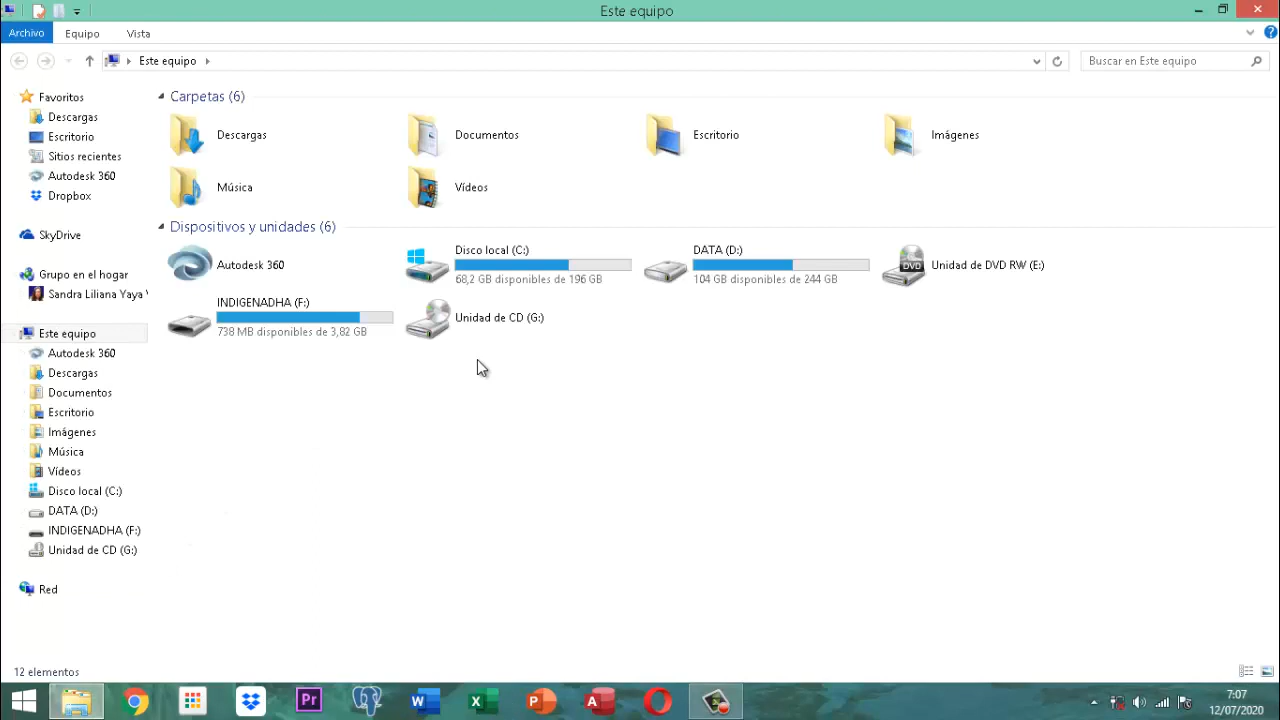 Este equipo
Archivo
Equipo
Vista
Este equipo
Buscar en Este equipo
Favoritos
Descargas
Escritorio
Sitios recientes
Autodesk 360
Dropbox
SkyDrive
Grupo en el hogar
Sandra Liliana Yaya
Este equipo
Autodesk 360
Descargas
Documentos
Escritorio
Imágenes
Música
Vídeos
Disco local (C:)
DATA (D:)
INDIGENADHA (F:)
Unidad de CD (G:)
Red
Carpetas (6)
Descargas
Documentos
Escritorio
Imágenes
Música
Vídeos
Dispositivos y unidades (6)
Autodesk 360
Disco local (C:)
68,2 GB disponibles de 196 GB
DATA (D:)
104 GB disponibles de 244 GB
DVD
Unidad de DVD RW (E:)
INDIGENADHA (F:)
738 MB disponibles de 3,82 GB
Unidad de CD (G:)
12 elementos
Pr
W
X
P
A
7:07
12/07/2020